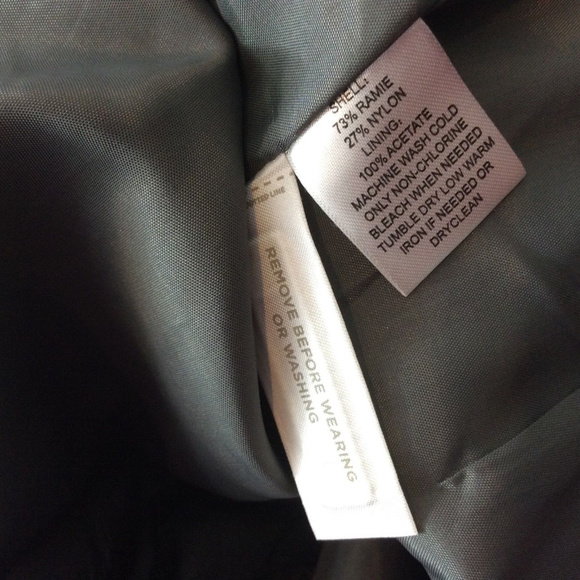 SHELL:
73% RAMIE
27% NYLON
LINING:
100% ACETATE
MACHINE WASH COLD
ONLY NON-CHLORINE
BLEACH WHEN NEEDED
TUMBLE DRY LOW WARM
IRON IF NEEDED OR
DRYCLEAN
LINE
REMOVE BEFORE WEARING
OR WASHING